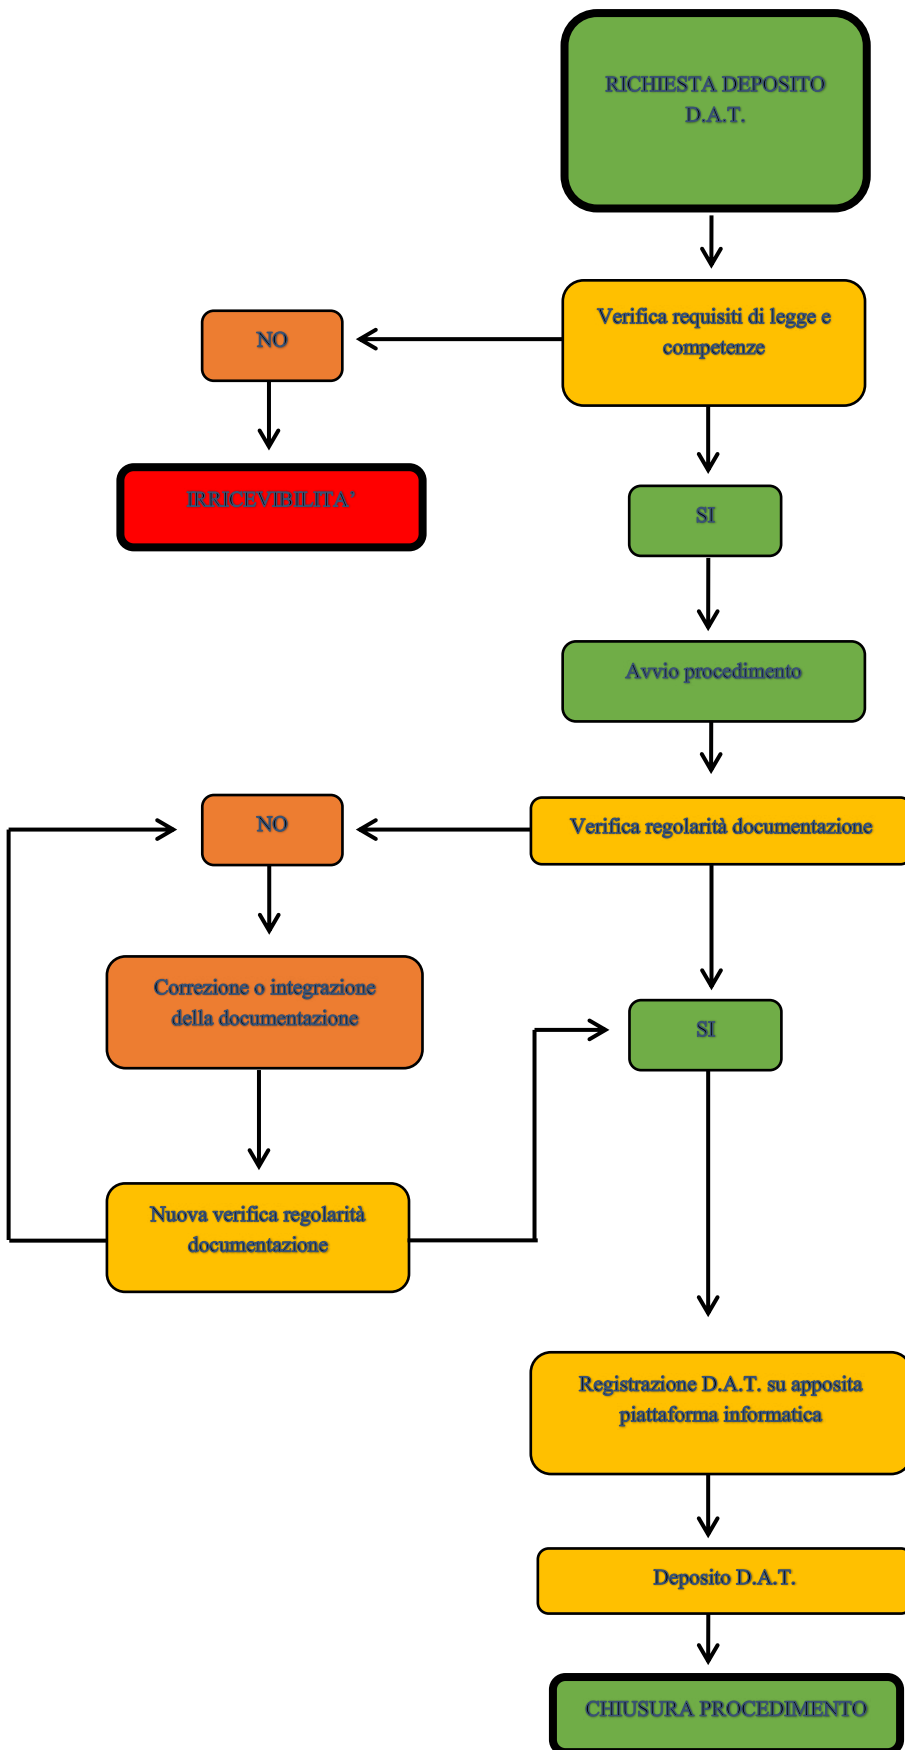 RICHIESTA DEPOSITO
D.A.T.
Verifica requisiti di legge e
competenze
NO
IRRICEVIBILITA’
SI
Avvio procedimento
NO
Verifica regolarità documentazione
Correzione o integrazione
della documentazione
SI
Nuova verifica regolarità
documentazione
Registrazione D.A.T. su apposita
piattaforma informatica
Deposito D.A.T.
CHIUSURA PROCEDIMENTO